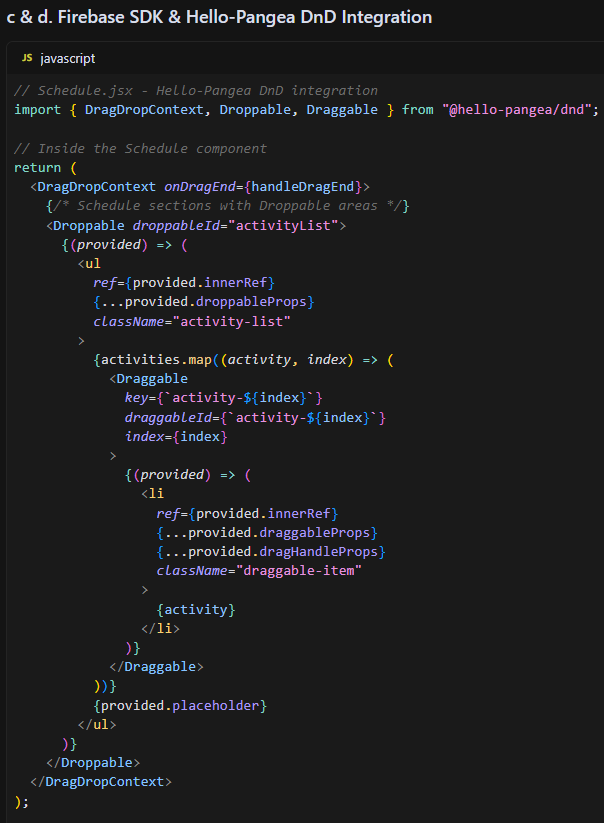 c & d. Firebase SDK & Hello-Pangea DnD Integration
JS javascript
// Schedule.jsx - Hello-Pangea DnD integration
import { DragDropContext, Droppable, Draggable } from "@hello-pangea/dnd";

// Inside the Schedule component
return (
  <DragDropContext onDragEnd={handleDragEnd}>
    {/* Schedule sections with Droppable areas */}
    <Droppable droppableId="activityList">
      {(provided) => (
        <ul
          ref={provided.innerRef}
          {...provided.droppableProps}
          className="activity-list"
        >
          {activities.map((activity, index) => (
            <Draggable
              key={`activity-${index}`}
              draggableId={`activity-${index}`}
              index={index}
            >
              {(provided) => (
                <li
                  ref={provided.innerRef}
                  {...provided.draggableProps}
                  {...provided.dragHandleProps}
                  className="draggable-item"
                >
                  {activity}
                </li>
              )}
            </Draggable>
          ))}
          {provided.placeholder}
        </ul>
      )}
    </Droppable>
  </DragDropContext>
);